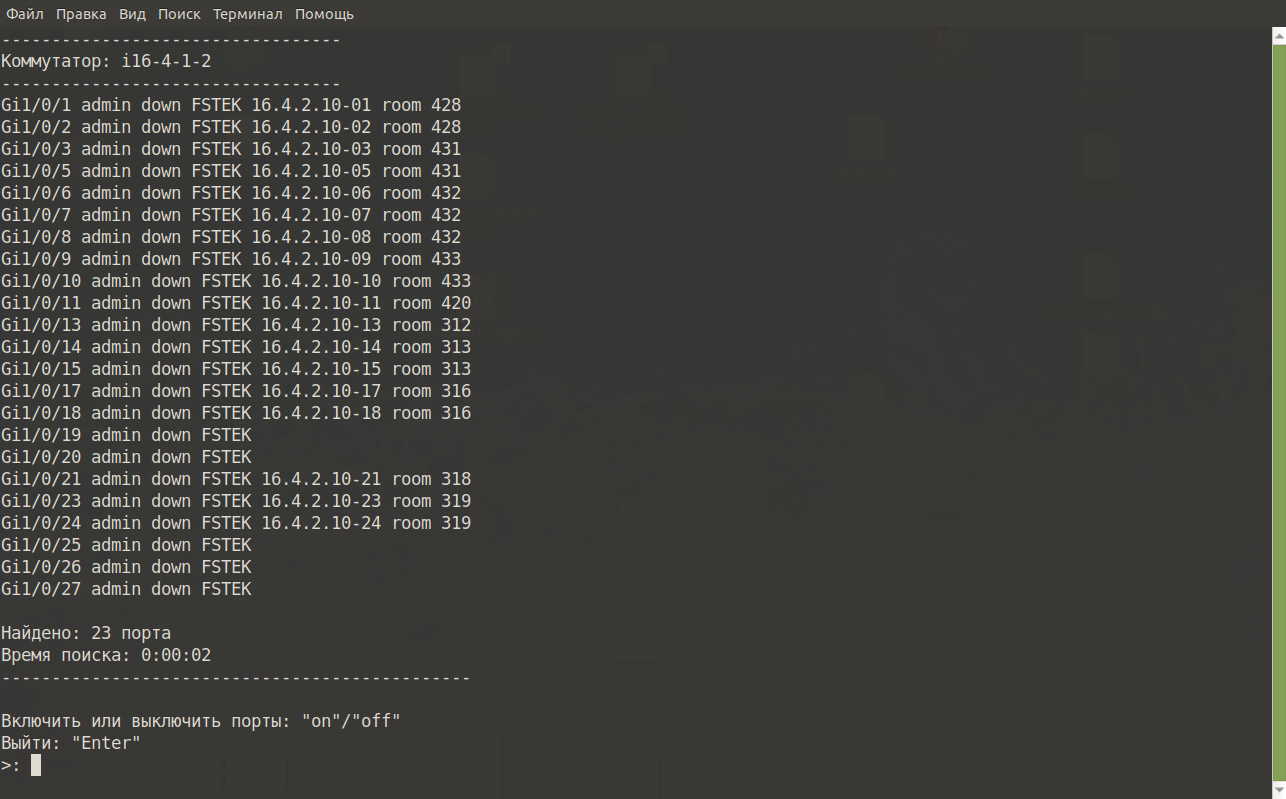 Файл Правка Вид Поиск Терминал Помощь
----------------------------------
Коммутатор: i16-4-1-2
----------------------------------
Gi1/0/1 admin down FSTEK 16.4.2.10-01 room 428
Gi1/0/2 admin down FSTEK 16.4.2.10-02 room 428
Gi1/0/3 admin down FSTEK 16.4.2.10-03 room 431
Gi1/0/5 admin down FSTEK 16.4.2.10-05 room 431
Gi1/0/6 admin down FSTEK 16.4.2.10-06 room 432
Gi1/0/7 admin down FSTEK 16.4.2.10-07 room 432
Gi1/0/8 admin down FSTEK 16.4.2.10-08 room 432
Gi1/0/9 admin down FSTEK 16.4.2.10-09 room 433
Gi1/0/10 admin down FSTEK 16.4.2.10-10 room 433
Gi1/0/11 admin down FSTEK 16.4.2.10-11 room 420
Gi1/0/13 admin down FSTEK 16.4.2.10-13 room 312
Gi1/0/14 admin down FSTEK 16.4.2.10-14 room 313
Gi1/0/15 admin down FSTEK 16.4.2.10-15 room 313
Gi1/0/17 admin down FSTEK 16.4.2.10-17 room 316
Gi1/0/18 admin down FSTEK 16.4.2.10-18 room 316
Gi1/0/19 admin down FSTEK
Gi1/0/20 admin down FSTEK
Gi1/0/21 admin down FSTEK 16.4.2.10-21 room 318
Gi1/0/23 admin down FSTEK 16.4.2.10-23 room 319
Gi1/0/24 admin down FSTEK 16.4.2.10-24 room 319
Gi1/0/25 admin down FSTEK
Gi1/0/26 admin down FSTEK
Gi1/0/27 admin down FSTEK
Найдено: 23 порта
Время поиска: 0:00:02
-----------------------------------------------
Включить или выключить порты: "on"/"off"
Выйти: "Enter"
>: